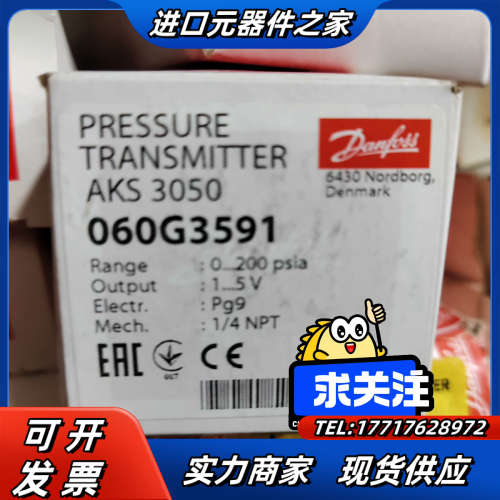 进口元器件之家
PRESSURE
TRANSMITTER
AKS 3050
060G3591
Range : 0...200 psia
Output : 1...5 V
Electr. : Pg9
Mech. : 1/4 NPT
Danfoss
6430 Nordborg,
Denmark
EAC CE
求关注
TEL:17717628972
可开
发票
实力商家 现货供应